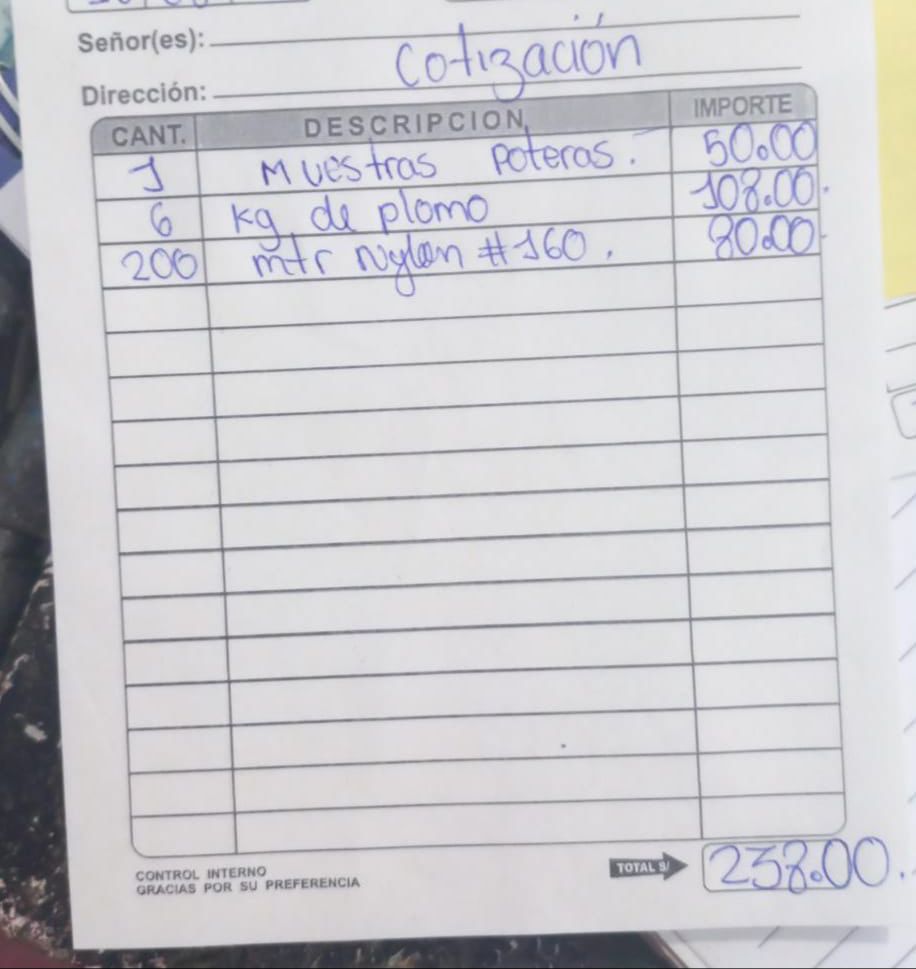 Señor(es):
Cotización
Dirección:
CANT. DESCRIPCION IMPORTE
1 Muestras Poteras. 50.00
6 kg de plomo 108.00.
200 mtr Nylon #160. 80.00
CONTROL INTERNO
GRACIAS POR SU PREFERENCIA
TOTAL S/ 238.00.